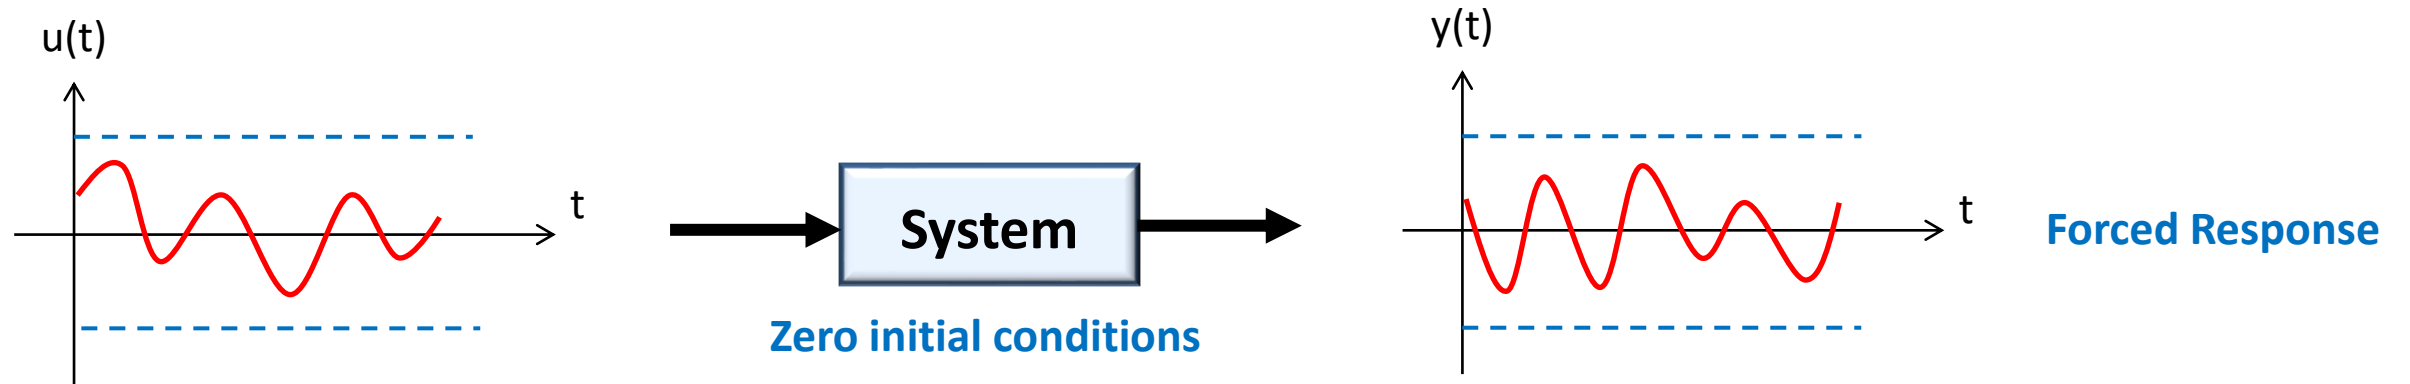 u(t)
t
System
Zero initial conditions
y(t)
t
Forced Response